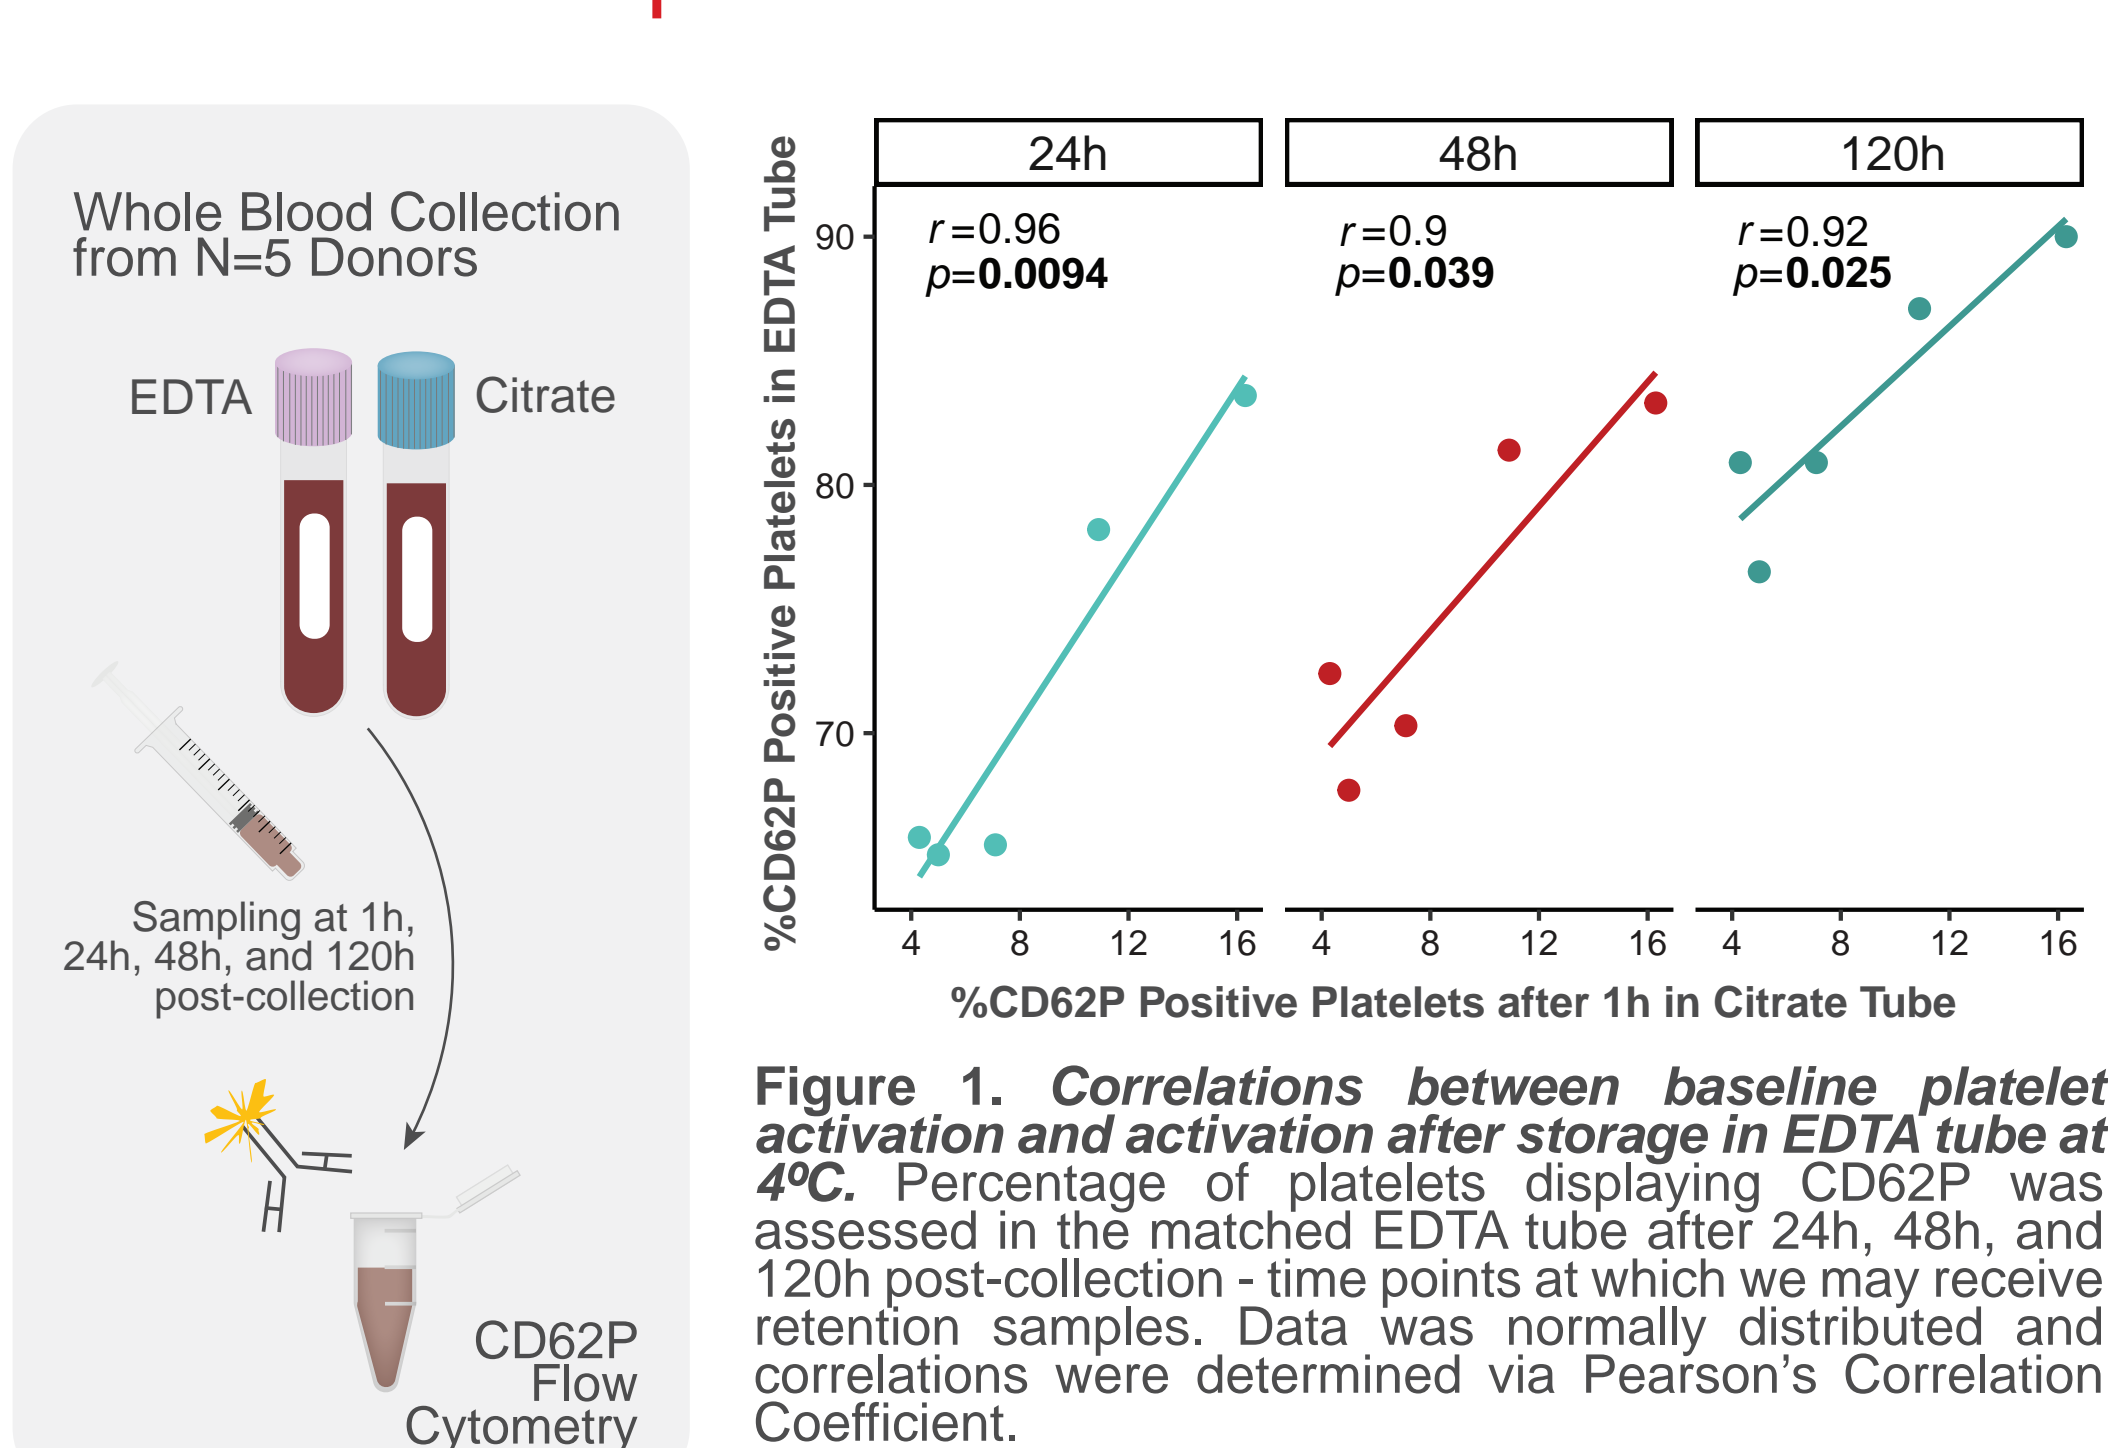 Whole Blood Collection
from N=5 Donors
EDTA
Citrate
Sampling at 1h,
24h, 48h, and 120h
post-collection
CD62P
Flow
Cytometry
%CD62P Positive Platelets in EDTA Tube
90
80
70
24h
r=0.96
p=0.0094
48h
r=0.9
p=0.039
120h
r=0.92
p=0.025
4 8 12 16
4 8 12 16
4 8 12 16
%CD62P Positive Platelets after 1h in Citrate Tube
Figure 1. Correlations between baseline platelet
activation and activation after storage in EDTA tube at
4ºC. Percentage of platelets displaying CD62P was
assessed in the matched EDTA tube after 24h, 48h, and
120h post-collection - time points at which we may receive
retention samples. Data was normally distributed and
correlations were determined via Pearson's Correlation
Coefficient.